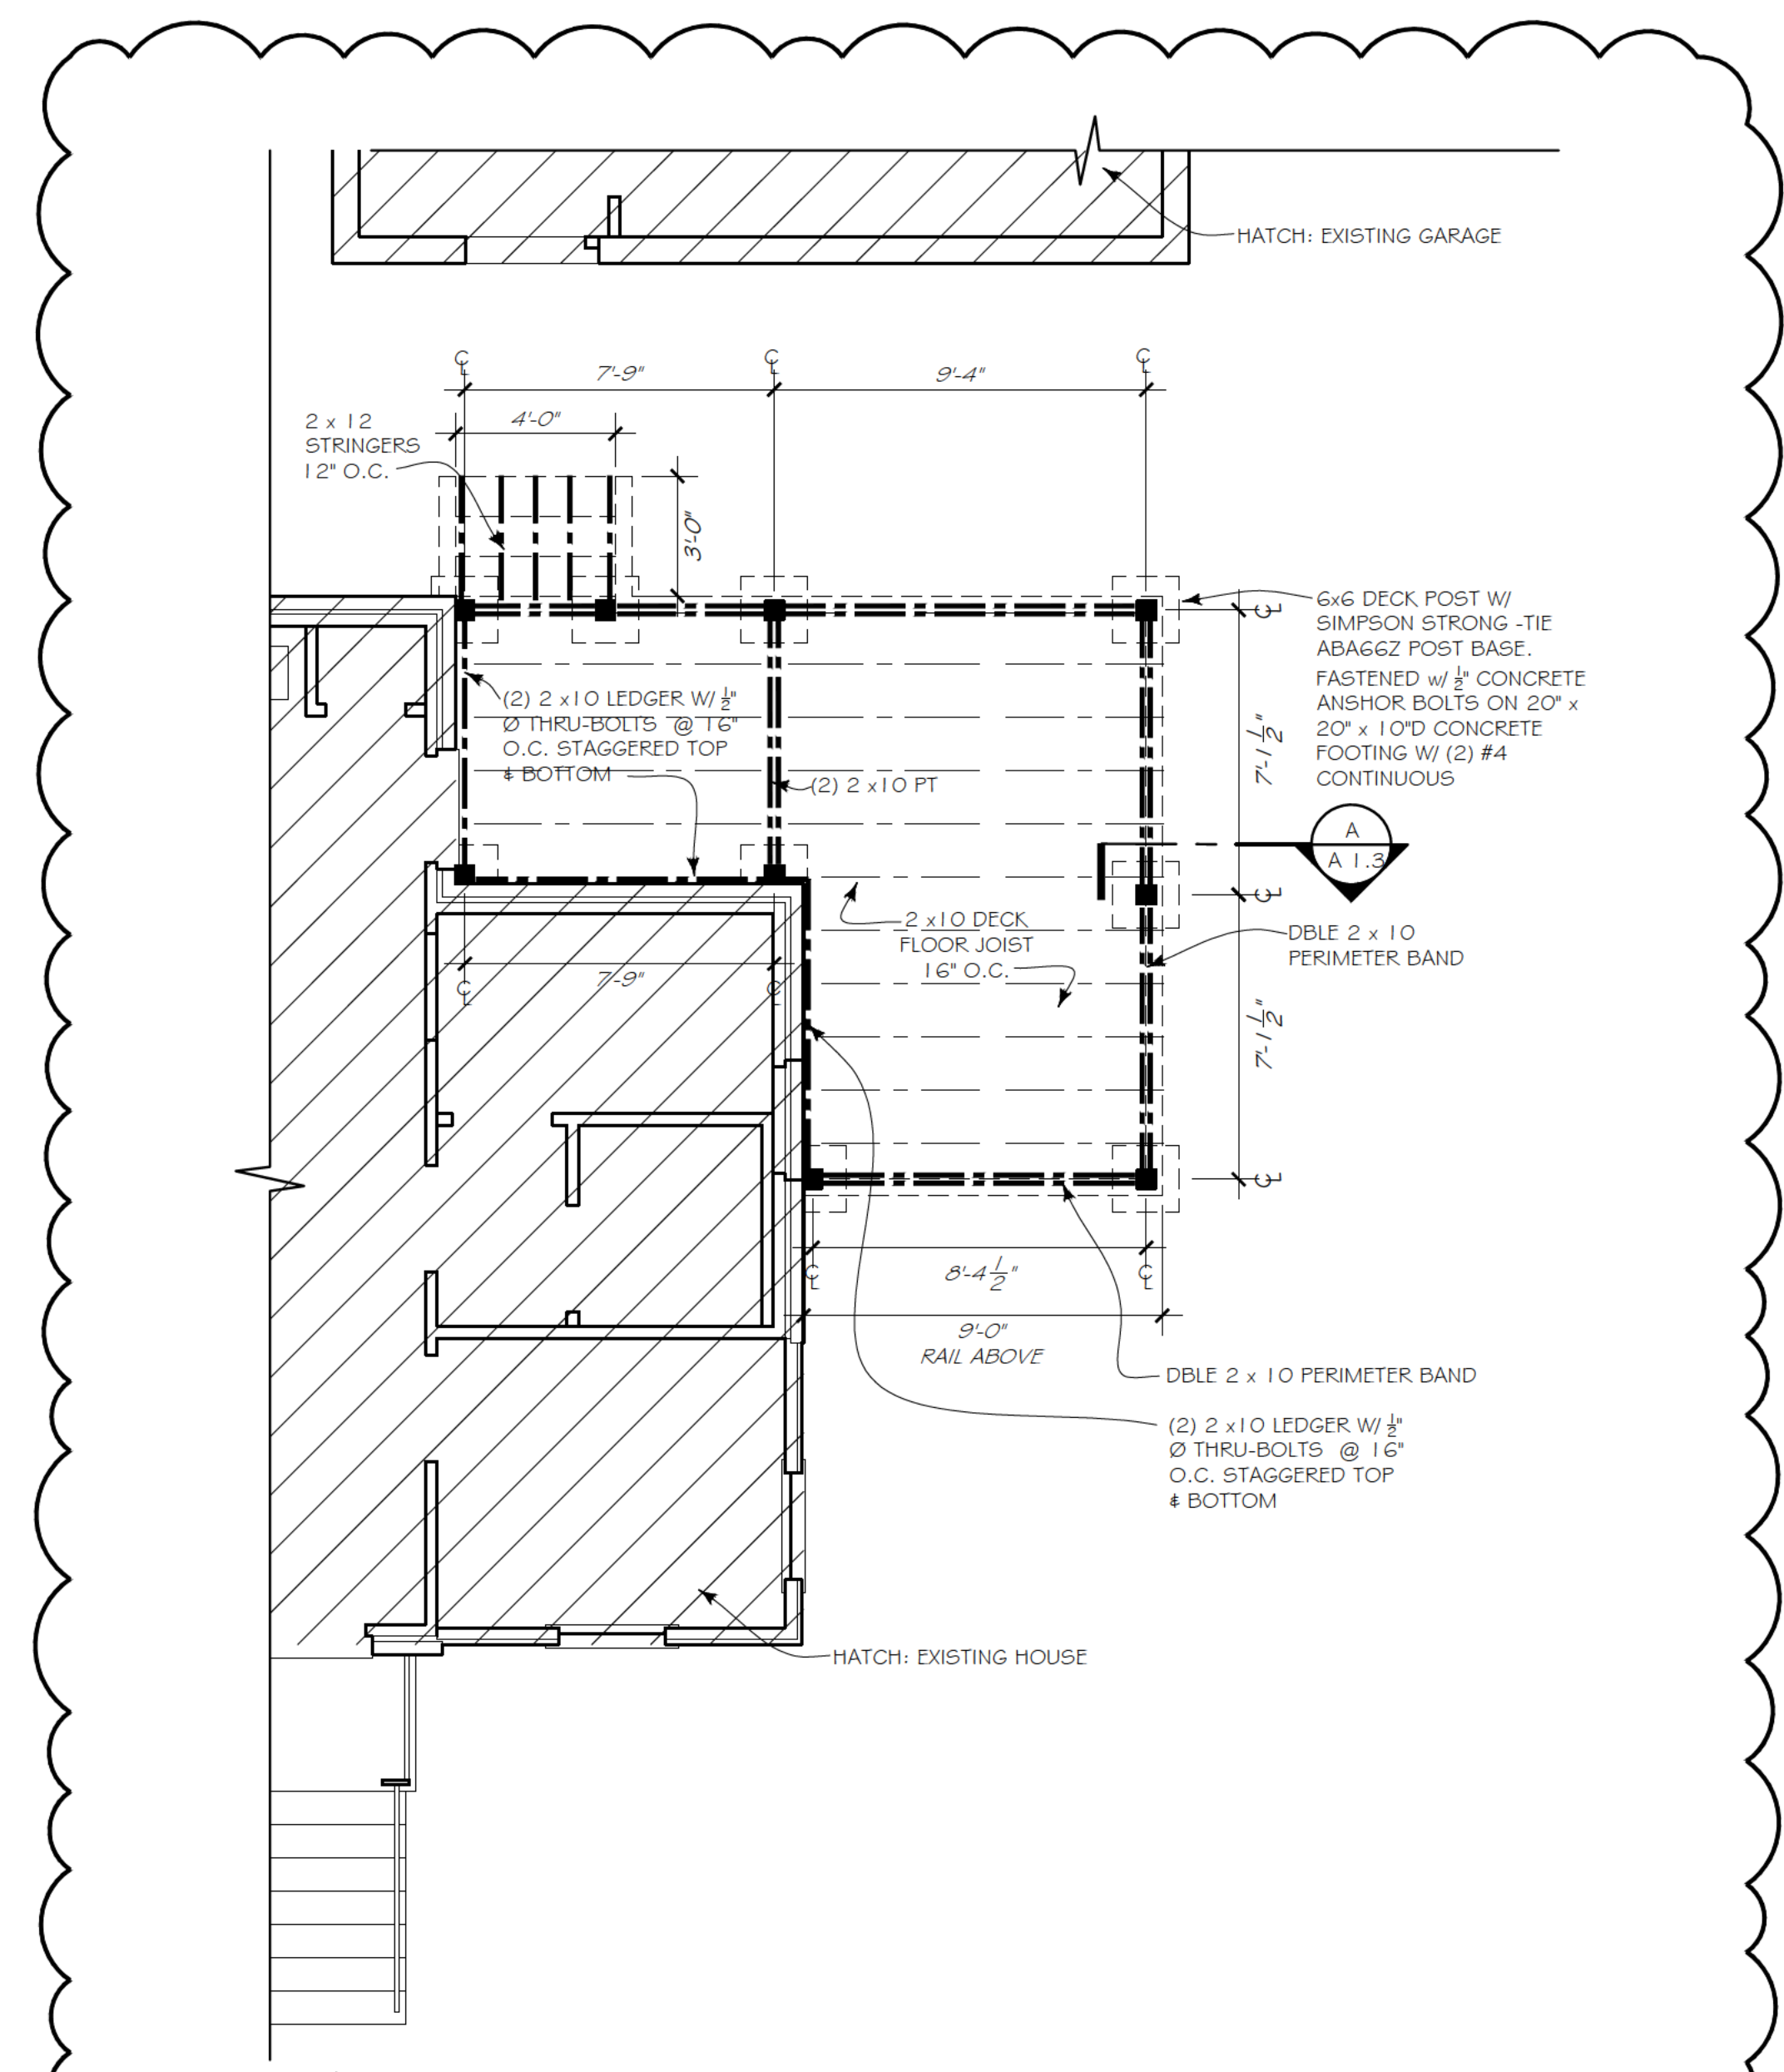 HATCH: EXISTING GARAGE
℄
℄
℄
7'-9"
9'-4"
2 x 12
STRINGERS
12" O.C.
4'-0"
3'-0"
6x6 DECK POST W/
SIMPSON STRONG -TIE
ABA66Z POST BASE.
FASTENED w/ ½" CONCRETE
ANSHOR BOLTS ON 20" x
20" x 10"D CONCRETE
FOOTING W/ (2) #4
CONTINUOUS
℄
(2) 2 x10 LEDGER W/ ½"
Ø THRU-BOLTS @ 16"
O.C. STAGGERED TOP
& BOTTOM
7'-1½"
(2) 2 x10 PT
A
A 1.3
℄
2 x10 DECK
FLOOR JOIST
16" O.C.
DBLE 2 x 10
PERIMETER BAND
7'-9"
℄
℄
7'-1½"
℄
8'-4½"
℄
℄
9'-0"
RAIL ABOVE
DBLE 2 x 10 PERIMETER BAND
(2) 2 x10 LEDGER W/ ½"
Ø THRU-BOLTS @ 16"
O.C. STAGGERED TOP
& BOTTOM
HATCH: EXISTING HOUSE